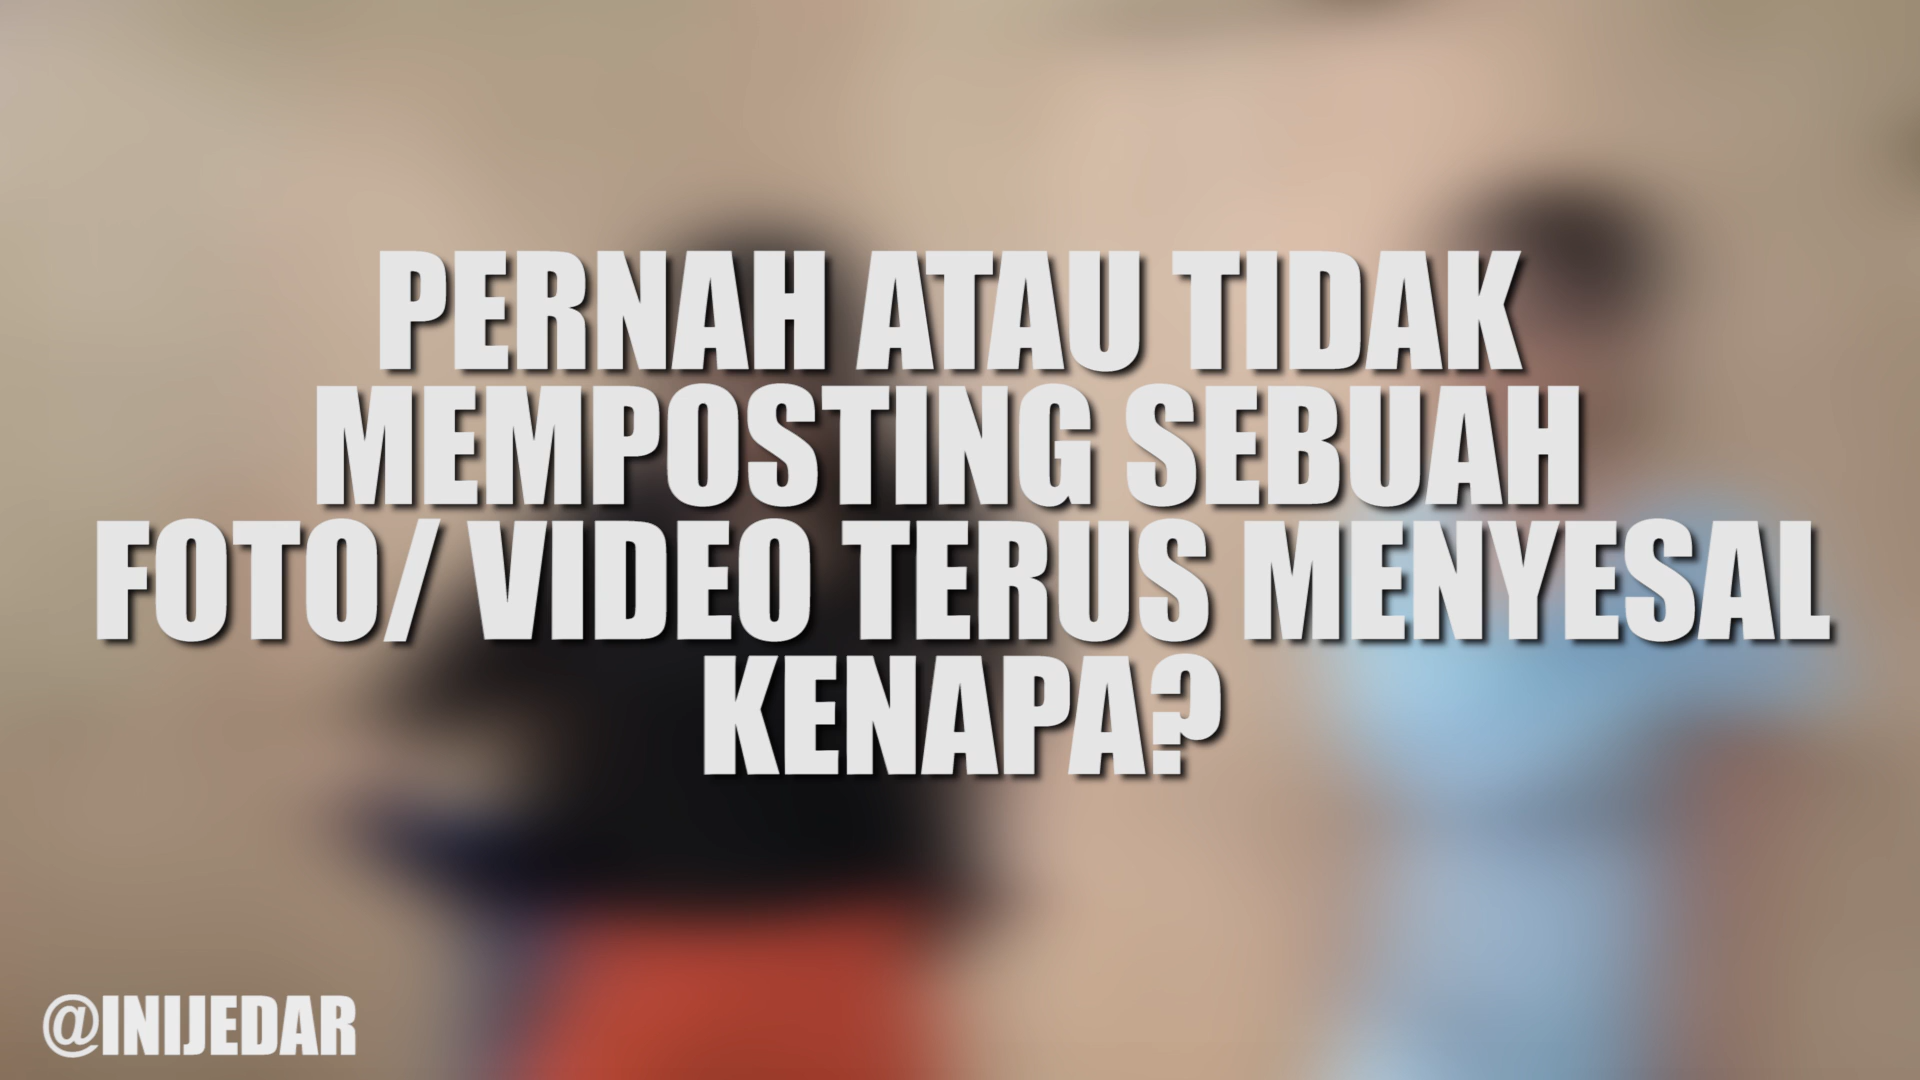 PERNAH ATAU TIDAK
MEMPOSTING SEBUAH
FOTO/ VIDEO TERUS MENYESAL
KENAPA?
@INIJEDAR